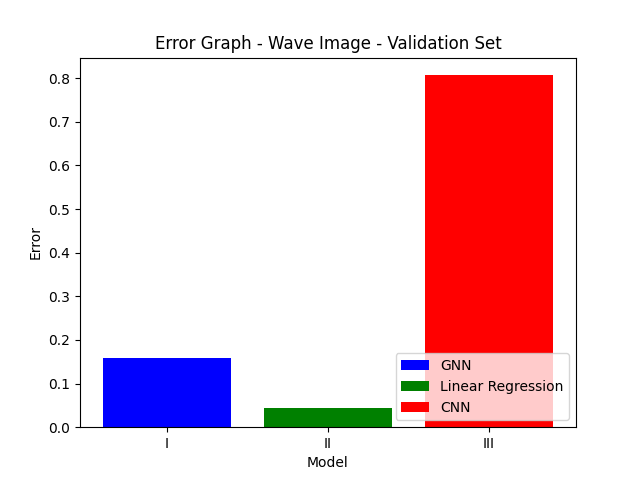 Error Graph - Wave Image - Validation Set
Error
0.8
0.7
0.6
0.5
0.4
0.3
0.2
0.1
0.0
I
II
III
Model
GNN
Linear Regression
CNN